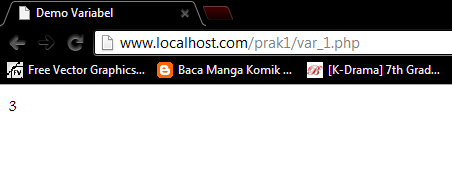 Demo Variabel
www.localhost.com/prak1/var_1.php
Free Vector Graphics... Baca Manga Komik ... [K-Drama] 7th Grad...
3